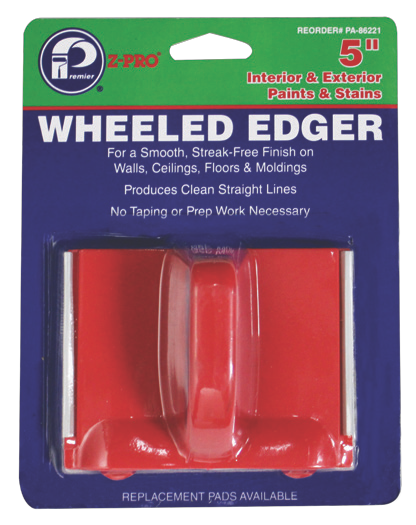 REORDER# PA-86221
Premier
®
Z-PRO®
5"
Interior & Exterior
Paints & Stains
WHEELED EDGER
For a Smooth, Streak-Free Finish on
Walls, Ceilings, Floors & Moldings
Produces Clean Straight Lines
No Taping or Prep Work Necessary
REPLACEMENT PADS AVAILABLE